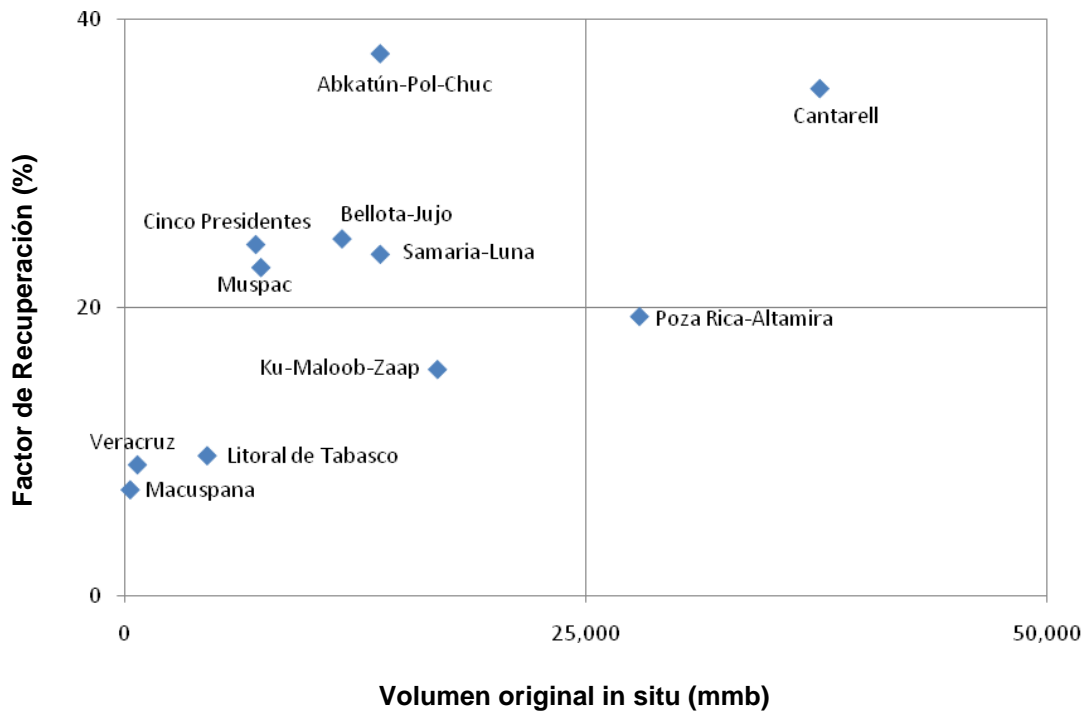 40
Abkatún-Pol-Chuc
Cantarell
Bellota-Jujo
Cinco Presidentes
Samaria-Luna
Muspac
20
Poza Rica-Altamira
Ku-Maloob-Zaap
Veracruz
Litoral de Tabasco
Macuspana
0
0
25,000
50,000
Factor de Recuperación (%)
Volumen original in situ (mmb)